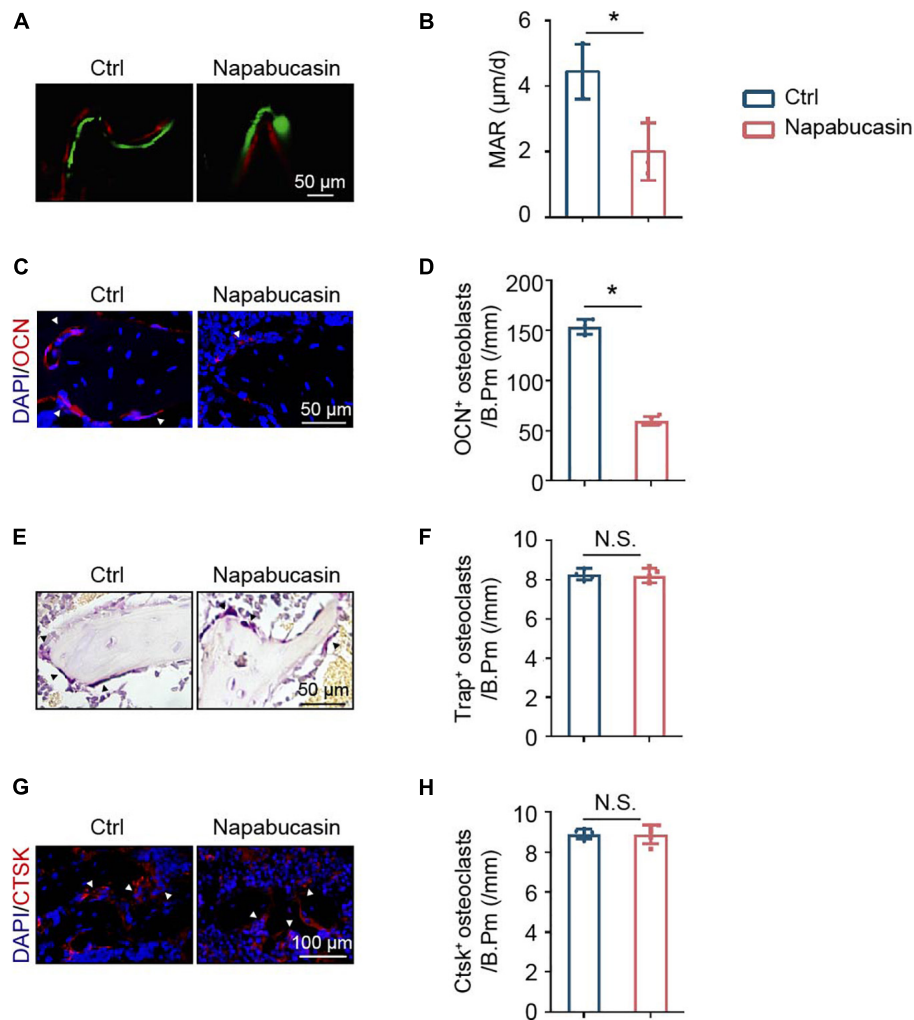 A
Ctrl
Napabucasin
50 µm
B
MAR (µm/d)
6
4
2
0
*
Ctrl
Napabucasin
C
DAPI/OCN
Ctrl
Napabucasin
50 µm
D
OCN⁺ osteoblasts
/B.Pm (/mm)
200
150
100
50
0
*
E
Ctrl
Napabucasin
50 µm
F
Trap⁺ osteoclasts
/B.Pm (/mm)
10
8
6
4
2
0
N.S.
G
DAPI/CTSK
Ctrl
Napabucasin
100 µm
H
Ctsk⁺ osteoclasts
/B.Pm (/mm)
10
8
6
4
2
0
N.S.